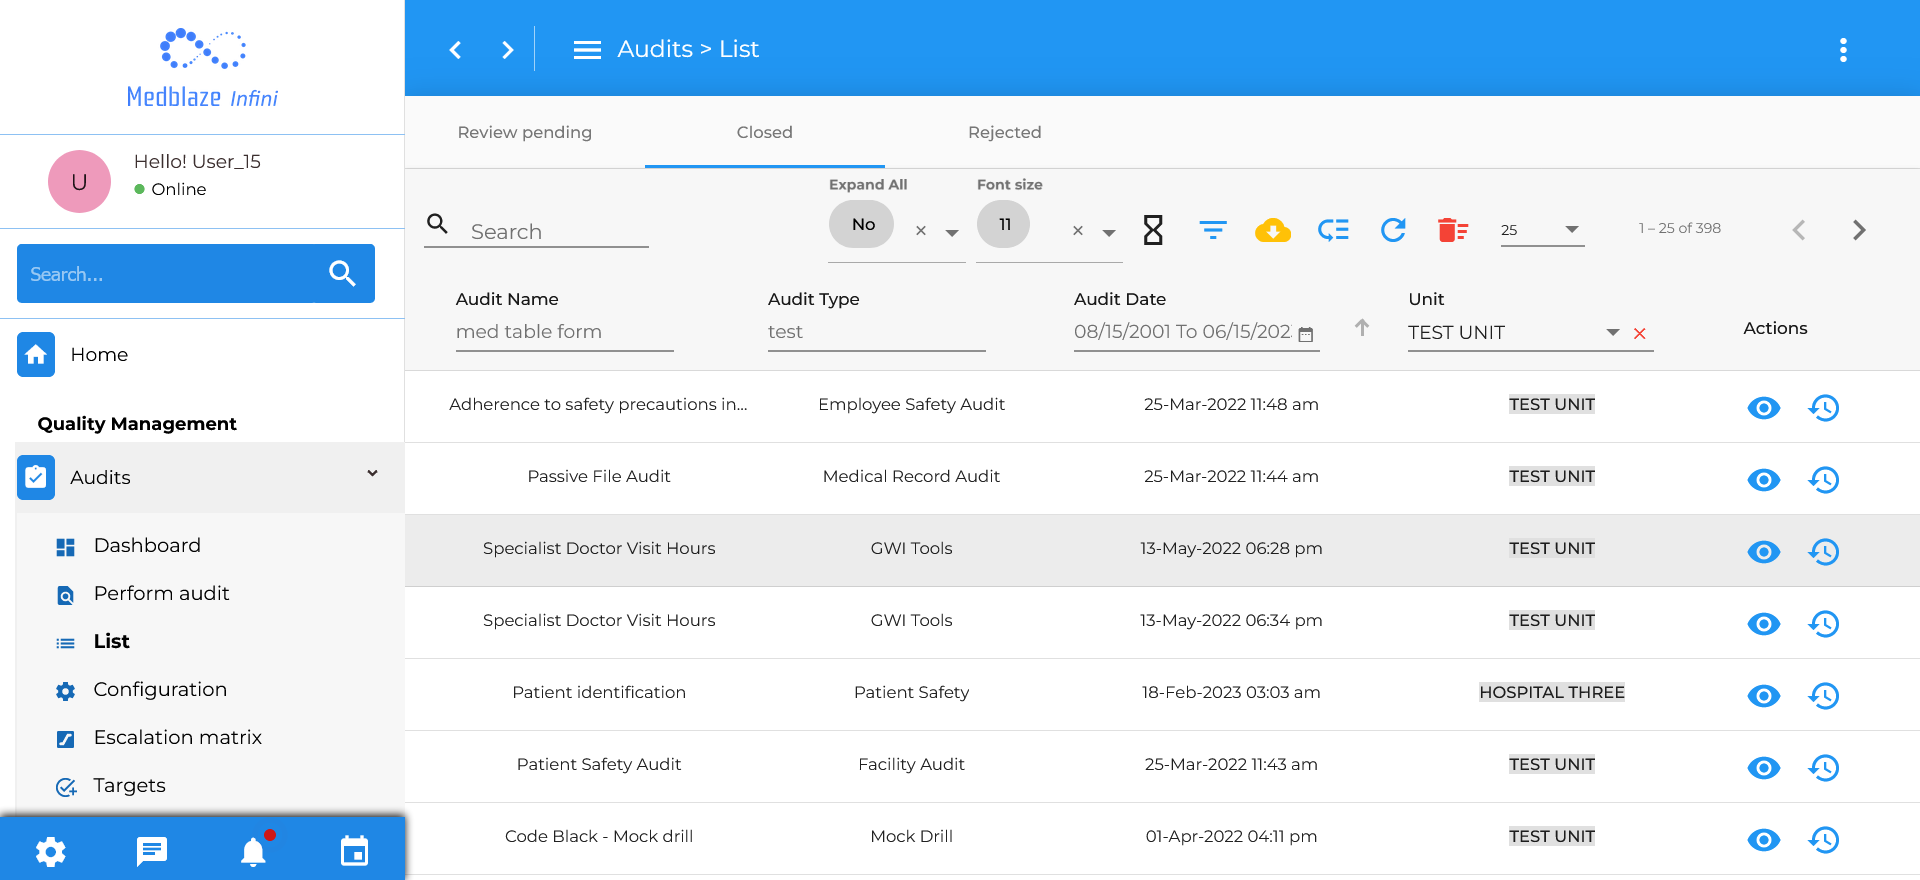 Medblaze Infini
U
Hello! User_15
Online
Search...
Home
Quality Management
Audits
Dashboard
Perform audit
List
Configuration
Escalation matrix
Targets
Audits > List
Review pending
Closed
Rejected
Search
Expand All
No ×
Font size
11 ×
25
1 – 25 of 398
Audit Name
med table form
Audit Type
test
Audit Date
08/15/2001 To 06/15/202
Unit
TEST UNIT
Actions
Adherence to safety precautions in... Employee Safety Audit 25-Mar-2022 11:48 am TEST UNIT
Passive File Audit Medical Record Audit 25-Mar-2022 11:44 am TEST UNIT
Specialist Doctor Visit Hours GWI Tools 13-May-2022 06:28 pm TEST UNIT
Specialist Doctor Visit Hours GWI Tools 13-May-2022 06:34 pm TEST UNIT
Patient identification Patient Safety 18-Feb-2023 03:03 am HOSPITAL THREE
Patient Safety Audit Facility Audit 25-Mar-2022 11:43 am TEST UNIT
Code Black - Mock drill Mock Drill 01-Apr-2022 04:11 pm TEST UNIT